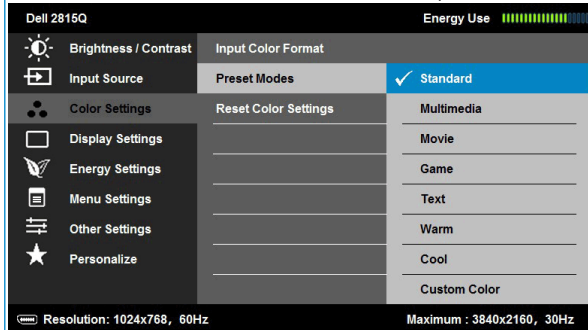 Dell 2815Q Energy Use
Brightness / Contrast Input Color Format
Input Source Preset Modes Standard
Color Settings Reset Color Settings Multimedia
Display Settings Movie
Energy Settings Game
Menu Settings Text
Other Settings Warm
Personalize Cool
Custom Color
Resolution: 1024x768, 60Hz Maximum : 3840x2160, 30Hz